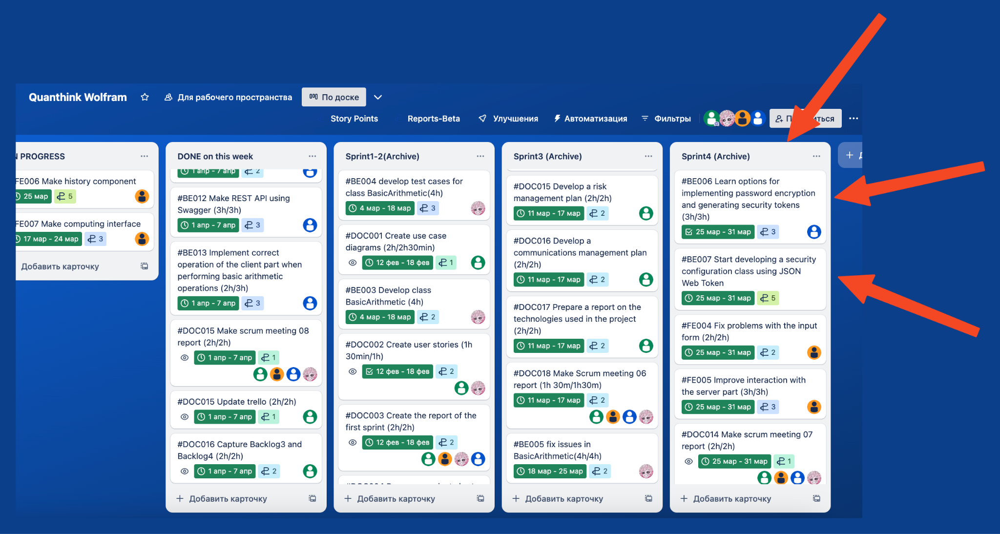 Quanthink Wolfram
Для рабочего пространства
По доске
Story Points
Reports-Beta
Улучшения
Автоматизация
Фильтры
PROGRESS
FE006 Make history component
25 мар
5
FE007 Make computing interface
17 мар - 24 мар
3
Добавить карточку
DONE on this week
1 апр - 7 апр
2
#BE012 Make REST API using
Swagger (3h/3h)
1 апр - 7 апр
3
#BE013 Implement correct
operation of the client part when
performing basic arithmetic
operations (2h/3h)
1 апр - 7 апр
3
#DOC015 Make scrum meeting 08
report (2h/2h)
1 апр - 7 апр
1
#DOC015 Update trello (2h/2h)
1 апр - 7 апр
1
#DOC016 Capture Backlog3 and
Backlog4 (2h/2h)
1 апр - 7 апр
2
+ Добавить карточку
Sprint1-2(Archive)
#BE004 develop test cases for
class BasicArithmetic(4h)
4 мар - 18 мар
3
#DOC001 Create use case
diagrams (2h/2h30min)
12 фев - 18 фев
1
#BE003 Develop class
BasicArithmetic (4h)
4 мар - 18 мар
2
#DOC002 Create user stories (1h
30min/1h)
12 фев - 18 фев
2
#DOC003 Create the report of the
first sprint (2h/2h)
12 фев - 18 фев
2
+ Добавить карточку
Sprint3 (Archive)
#DOC015 Develop a risk
management plan (2h/2h)
11 мар - 17 мар
2
#DOC016 Develop a
communications management plan
(2h/2h)
11 мар - 17 мар
2
#DOC017 Prepare a report on the
technologies used in the project
(2h/2h)
11 мар - 17 мар
2
#DOC018 Make Scrum meeting 06
report (1h 30m/1h30m)
11 мар - 17 мар
2
#BE005 fix issues in
BasicArithmetic(4h/4h)
18 мар - 25 мар
2
+ Добавить карточку
Sprint4 (Archive)
#BE006 Learn options for
implementing password encryption
and generating security tokens
(3h/3h)
25 мар - 31 мар
3
#BE007 Start developing a security
configuration class using JSON
Web Token
25 мар - 31 мар
5
#FE004 Fix problems with the input
form (2h/2h)
25 мар - 31 мар
2
#FE005 Improve interaction with
the server part (3h/3h)
25 мар - 31 мар
3
#DOC014 Make scrum meeting 07
report (2h/2h)
25 мар - 31 мар
1
+ Добавить карточку